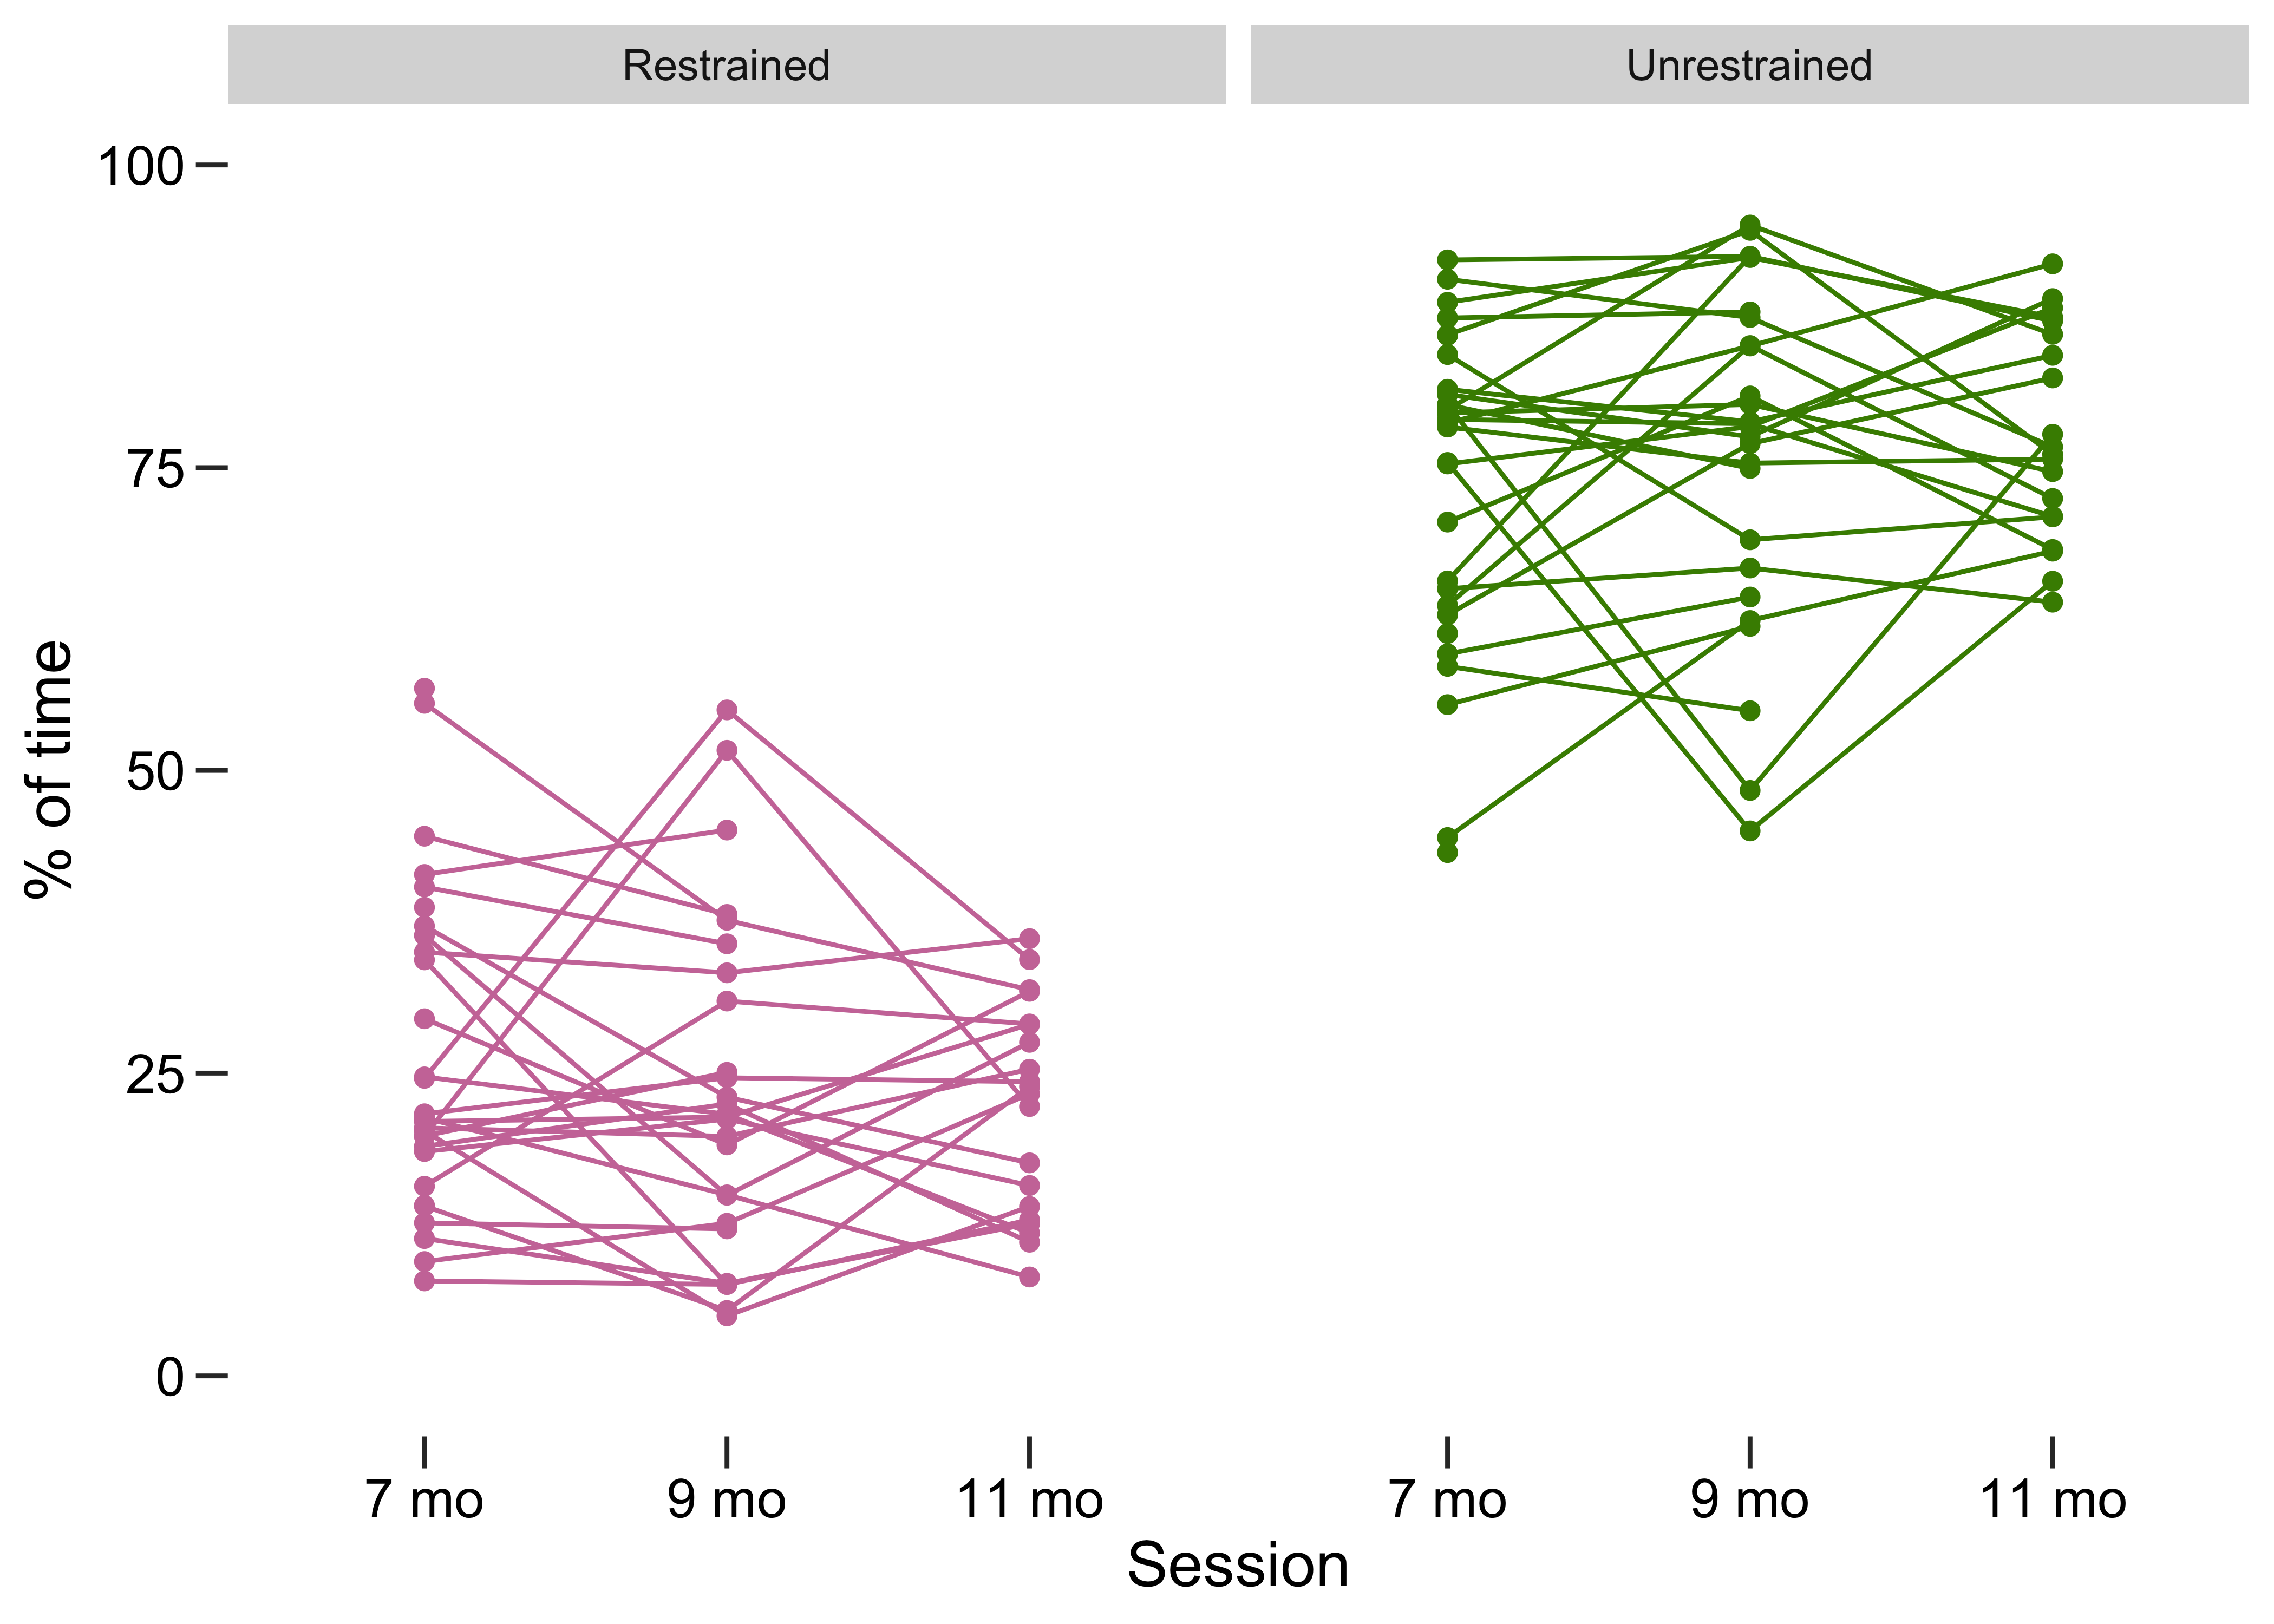 Restrained Unrestrained
100
75
50
25
0
% of time
7 mo 9 mo 11 mo 7 mo 9 mo 11 mo
Session